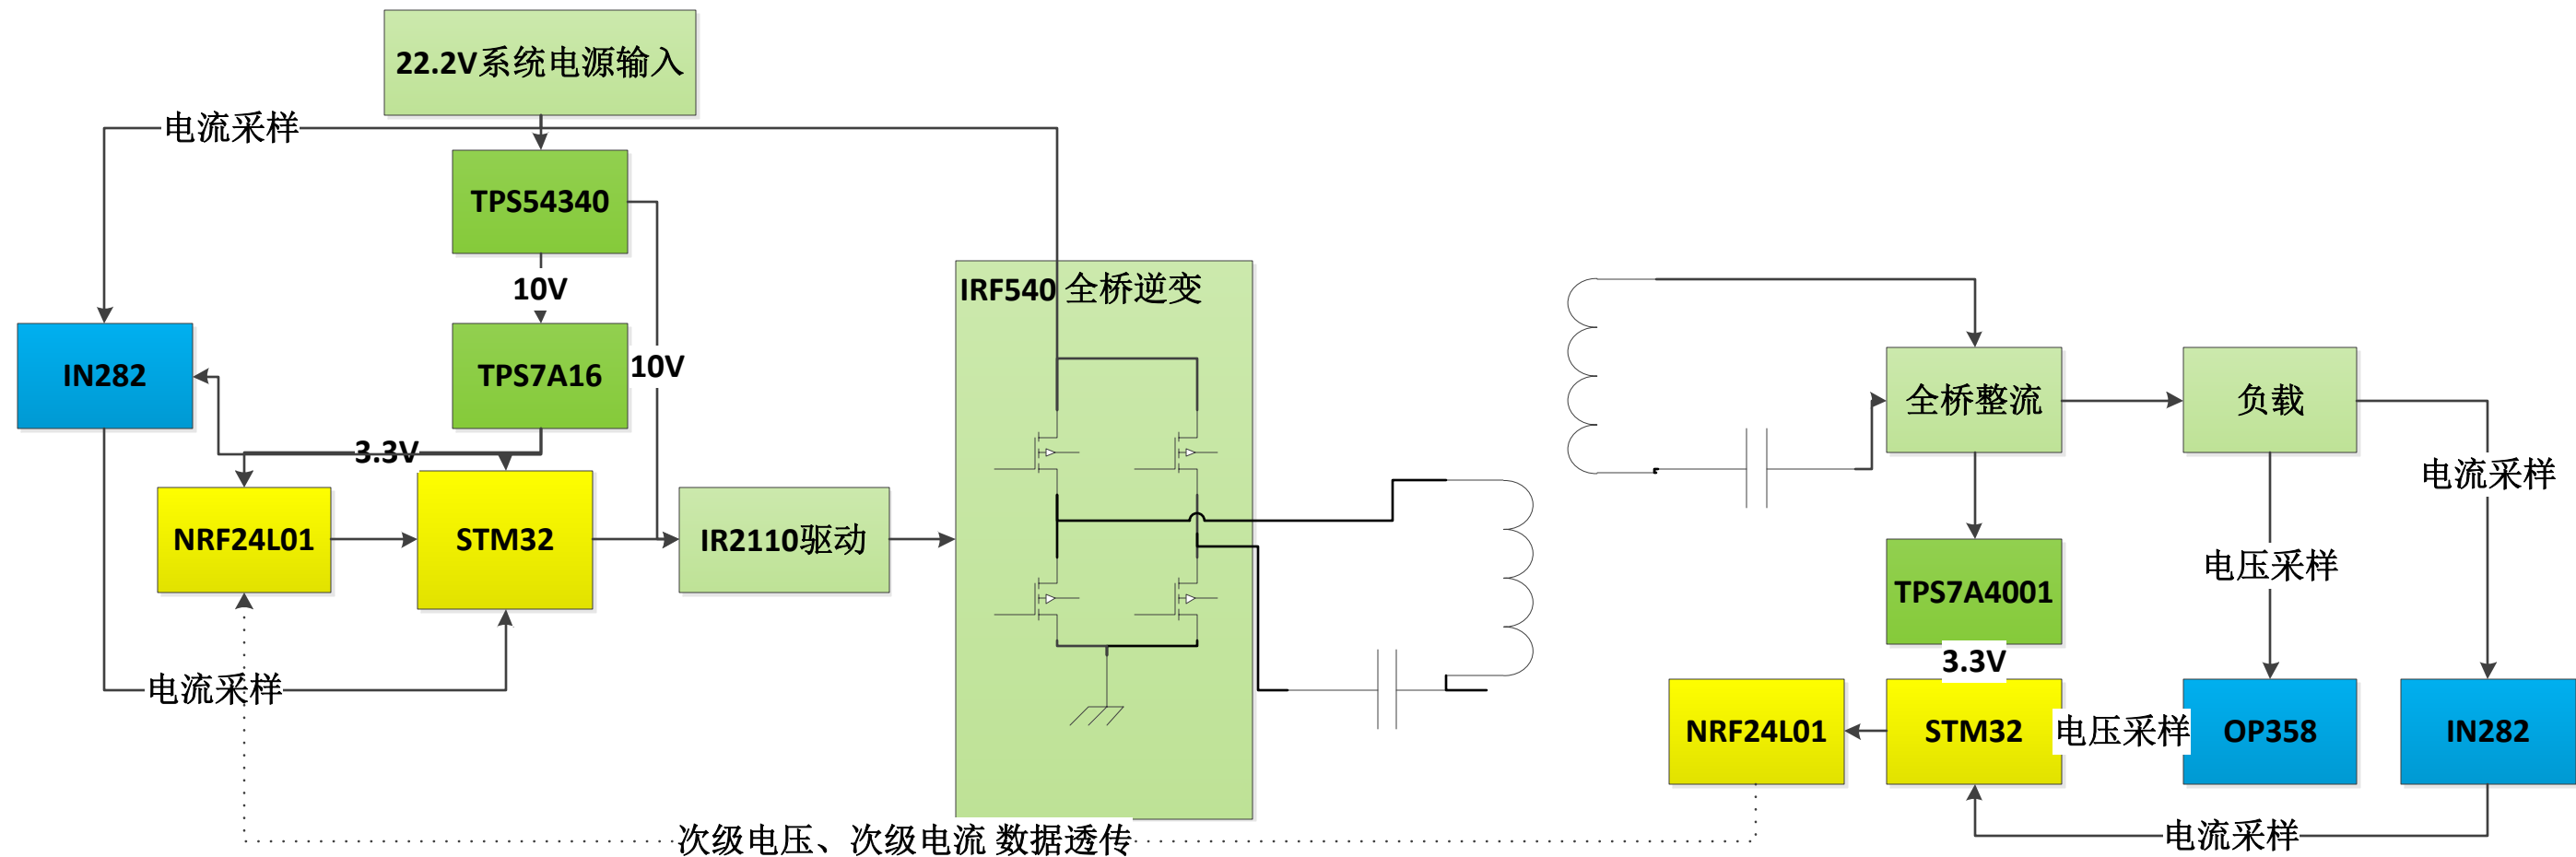 22.2V系统电源输入
电流采样
TPS54340
10V
IRF540 全桥逆变
IN282
TPS7A16
10V
全桥整流
负载
3.3V
电流采样
NRF24L01
STM32
IR2110驱动
电压采样
TPS7A4001
3.3V
电流采样
NRF24L01
STM32
电压采样
OP358
IN282
次级电压、次级电流 数据透传
电流采样